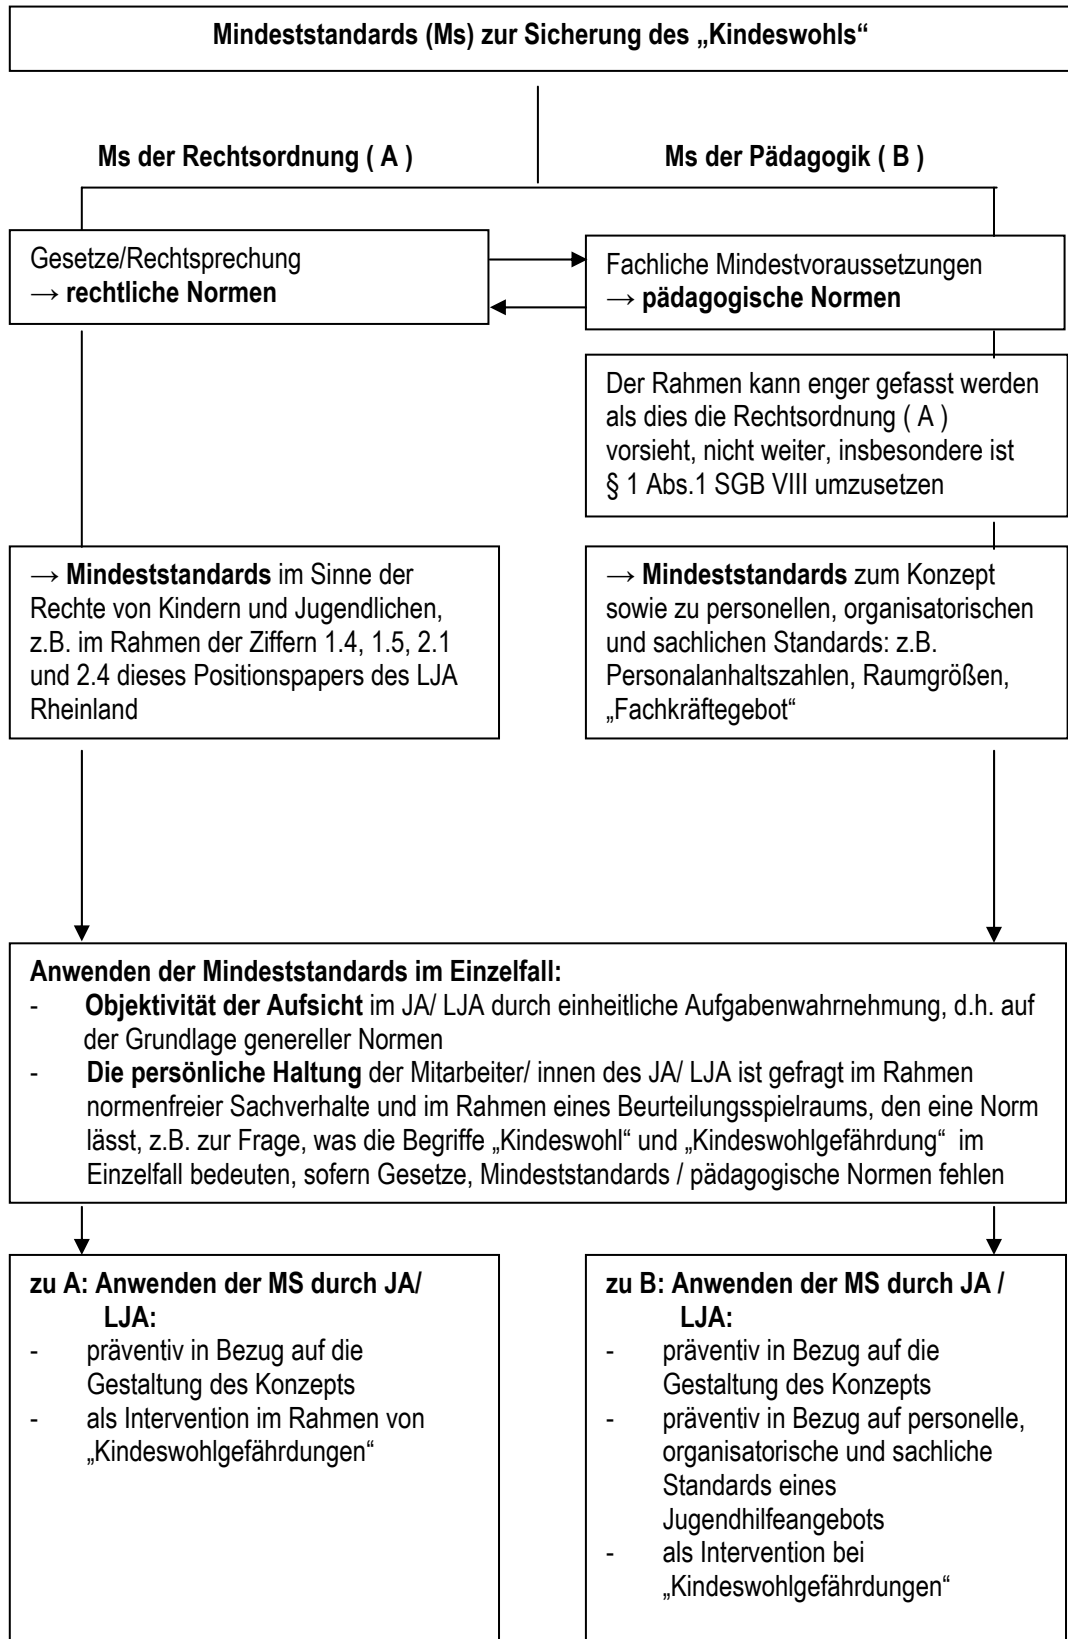 Mindeststandards (Ms) zur Sicherung des „Kindeswohls“
Ms der Rechtsordnung ( A )
Ms der Pädagogik ( B )
Gesetze/Rechtsprechung
→ rechtliche Normen
Fachliche Mindestvoraussetzungen
→ pädagogische Normen
Der Rahmen kann enger gefasst werden
als dies die Rechtsordnung ( A )
vorsieht, nicht weiter, insbesondere ist
§ 1 Abs.1 SGB VIII umzusetzen
→ Mindeststandards im Sinne der
Rechte von Kindern und Jugendlichen,
z.B. im Rahmen der Ziffern 1.4, 1.5, 2.1
und 2.4 dieses Positionspapers des LJA
Rheinland
→ Mindeststandards zum Konzept
sowie zu personellen, organisatorischen
und sachlichen Standards: z.B.
Personalanhaltszahlen, Raumgrößen,
„Fachkräftegebot“
Anwenden der Mindeststandards im Einzelfall:
- Objektivität der Aufsicht im JA/ LJA durch einheitliche Aufgabenwahrnehmung, d.h. auf
der Grundlage genereller Normen
- Die persönliche Haltung der Mitarbeiter/ innen des JA/ LJA ist gefragt im Rahmen
normenfreier Sachverhalte und im Rahmen eines Beurteilungsspielraums, den eine Norm
lässt, z.B. zur Frage, was die Begriffe „Kindeswohl“ und „Kindeswohlgefährdung“ im
Einzelfall bedeuten, sofern Gesetze, Mindeststandards / pädagogische Normen fehlen
zu A: Anwenden der MS durch JA/
LJA:
- präventiv in Bezug auf die
Gestaltung des Konzepts
- als Intervention im Rahmen von
„Kindeswohlgefährdungen“
zu B: Anwenden der MS durch JA /
LJA:
- präventiv in Bezug auf die
Gestaltung des Konzepts
- präventiv in Bezug auf personelle,
organisatorische und sachliche
Standards eines
Jugendhilfeangebots
- als Intervention bei
„Kindeswohlgefährdungen“